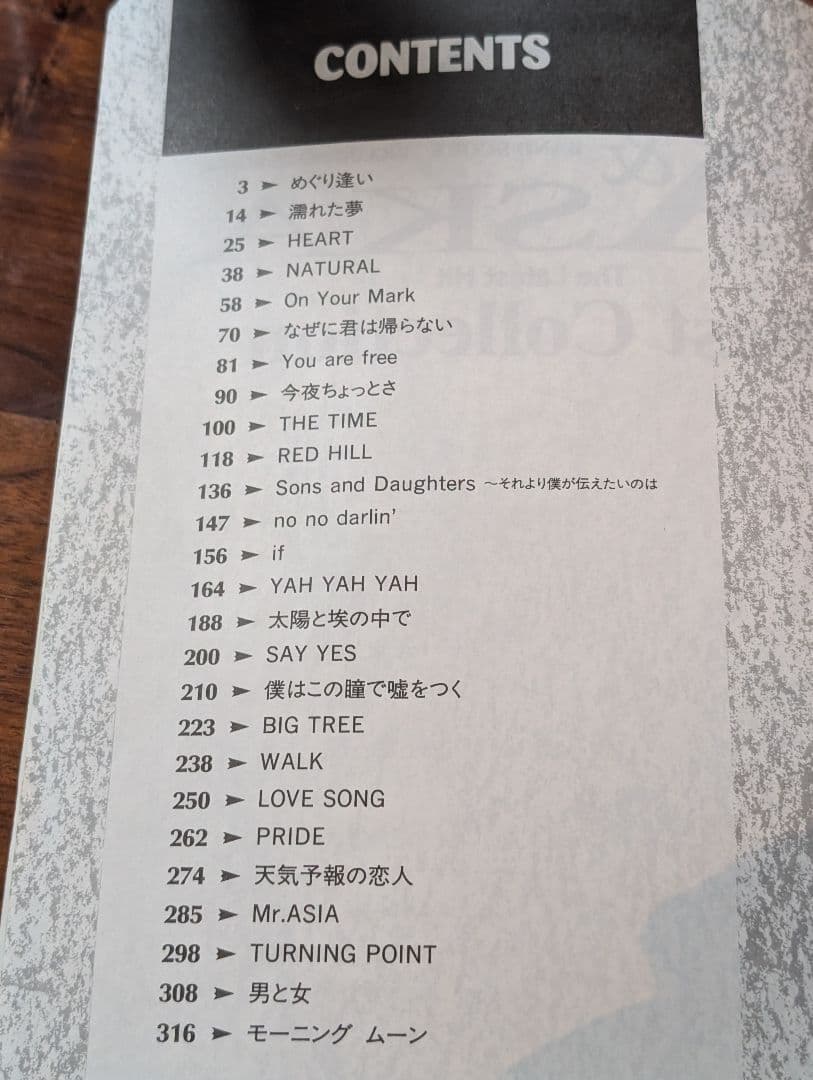 CONTENTS
3 ► めぐり逢い
14 ► 濡れた夢
25 ► HEART
38 ► NATURAL
58 ► On Your Mark
70 ► なぜに君は帰らない
81 ► You are free
90 ► 今夜ちょっとさ
100 ► THE TIME
118 ► RED HILL
136 ► Sons and Daughters ～それより僕が伝えたいのは
147 ► no no darlin'
156 ► if
164 ► YAH YAH YAH
188 ► 太陽と埃の中で
200 ► SAY YES
210 ► 僕はこの瞳で嘘をつく
223 ► BIG TREE
238 ► WALK
250 ► LOVE SONG
262 ► PRIDE
274 ► 天気予報の恋人
285 ► Mr.ASIA
298 ► TURNING POINT
308 ► 男と女
316 ► モーニング ムーン